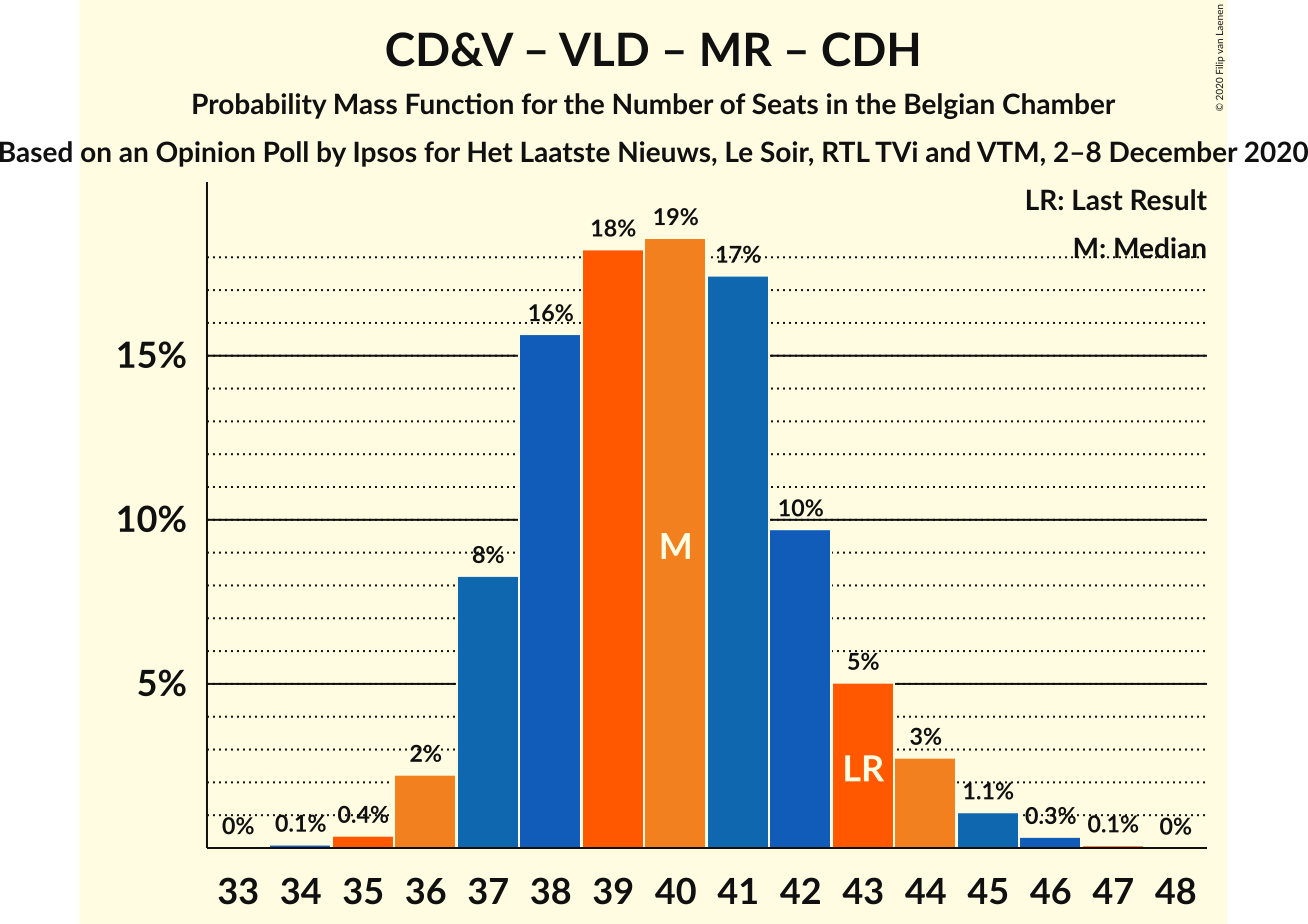 CD&V – VLD – MR – CDH
Probability Mass Function for the Number of Seats in the Belgian Chamber
Based on an Opinion Poll by Ipsos for Het Laatste Nieuws, Le Soir, RTL TVi and VTM, 2–8 December 2020
© 2020 Filip van Laenen
LR: Last Result
M: Median
15%
10%
5%
0%
0.1%
0.4%
2%
8%
16%
18%
19%
17%
10%
5%
3%
1.1%
0.3%
0.1%
0%
M
LR
33 34 35 36 37 38 39 40 41 42 43 44 45 46 47 48